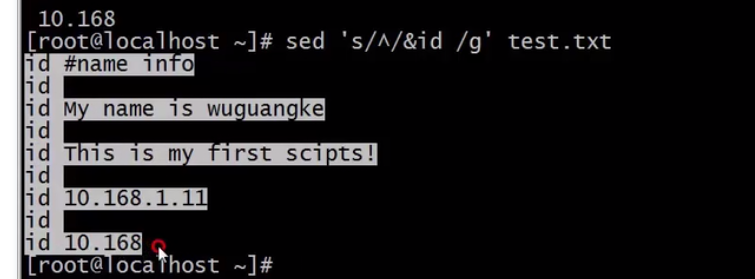 10.168
[root@localhost ~]# sed 's/^/&id /g' test.txt
id #name info
id
id My name is wuguangke
id
id This is my first scipts!
id
id 10.168.1.11
id
id 10.168
[root@localhost ~]#